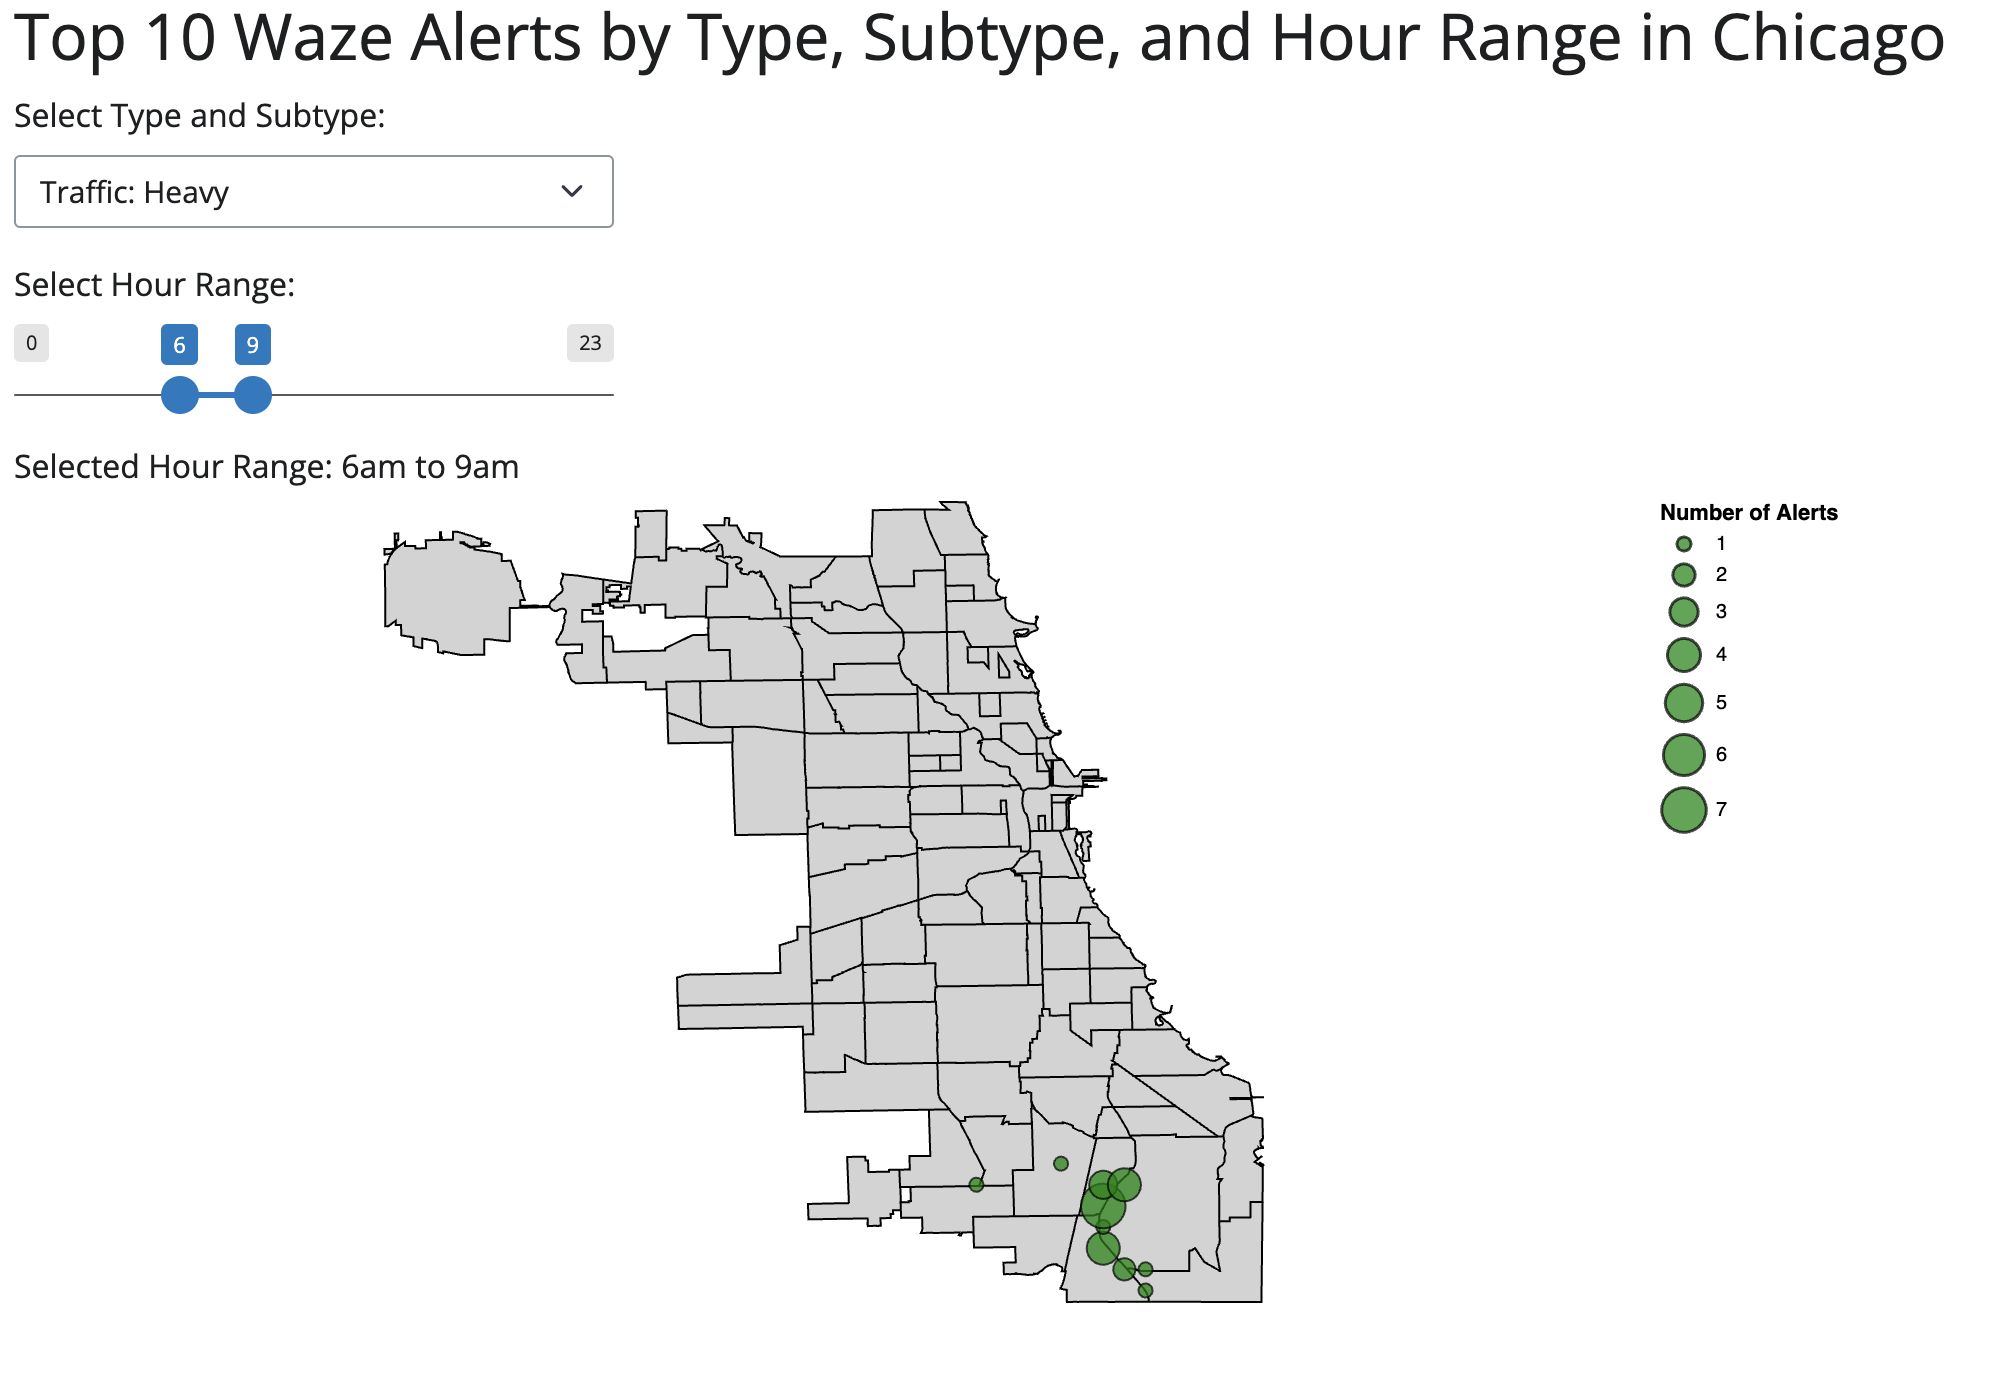 Top 10 Waze Alerts by Type, Subtype, and Hour Range in Chicago
Select Type and Subtype:
Traffic: Heavy
Select Hour Range:
0 6 9 23
Selected Hour Range: 6am to 9am
Number of Alerts
1
2
3
4
5
6
7